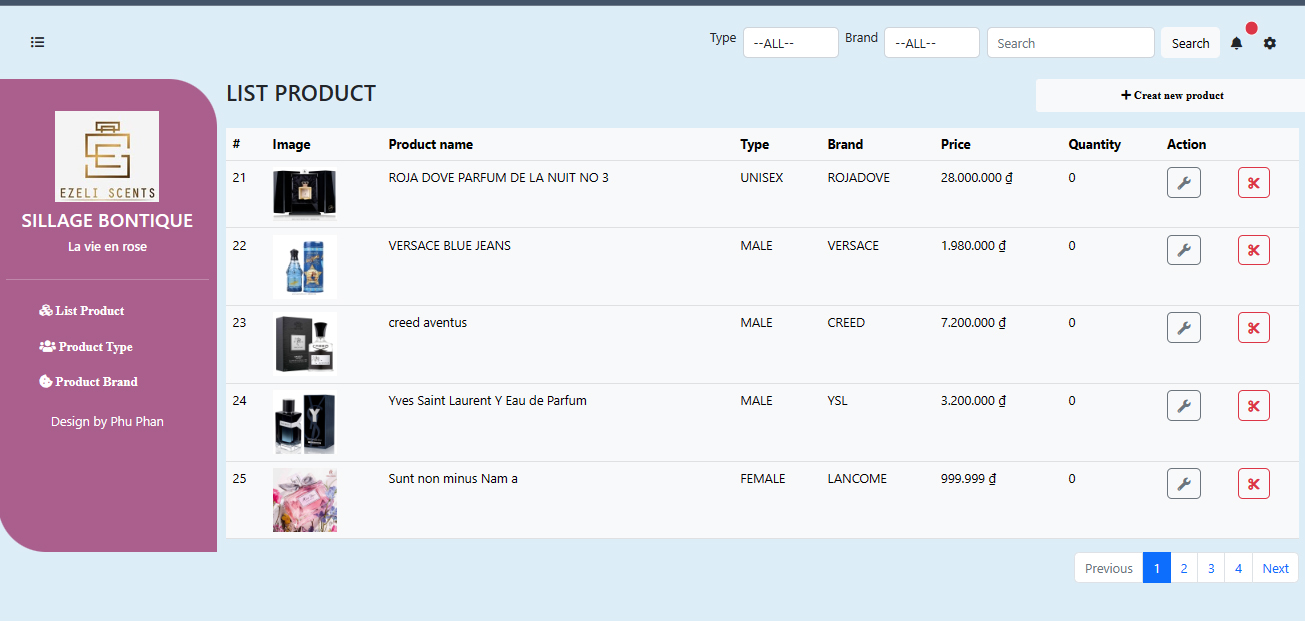 Type --ALL-- Brand --ALL-- Search Search
LIST PRODUCT
+ Creat new product
EZELI SCENTS
SILLAGE BONTIQUE
La vie en rose
List Product
Product Type
Product Brand
Design by Phu Phan
# Image Product name Type Brand Price Quantity Action
21 ROJA DOVE PARFUM DE LA NUIT NO 3 UNISEX ROJADOVE 28.000.000 ₫ 0
22 VERSACE BLUE JEANS MALE VERSACE 1.980.000 ₫ 0
23 creed aventus MALE CREED 7.200.000 ₫ 0
24 Yves Saint Laurent Y Eau de Parfum MALE YSL 3.200.000 ₫ 0
25 Sunt non minus Nam a FEMALE LANCOME 999.999 ₫ 0
Previous 1 2 3 4 Next